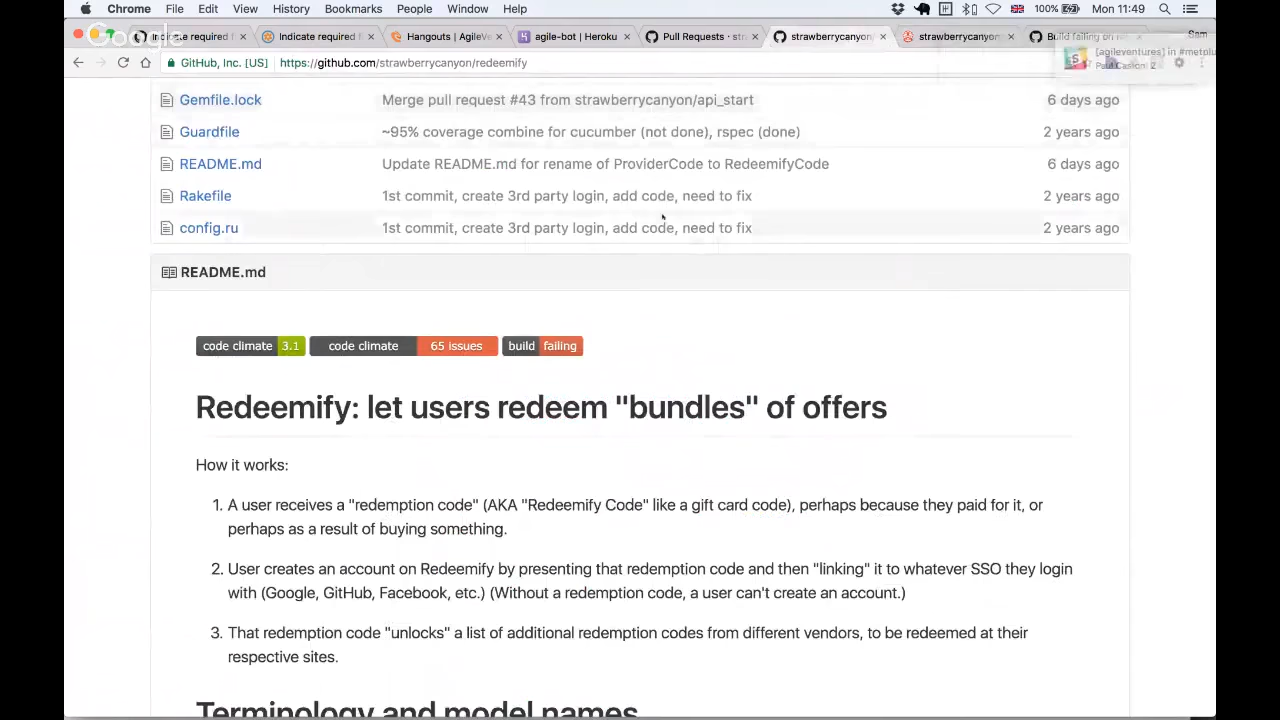 Chrome File Edit View History Bookmarks People Window Help 100% Mon 11:49
Google
Indicate required f Indicate required f Hangouts | AgileVe agile-bot | Heroku Pull Requests · stra strawberrycanyon/ strawberrycanyon Build failing on Sam
[agileventures] in #metplu
GitHub, Inc. [US] https://github.com/strawberrycanyon/redeemify
Gemfile.lock Merge pull request #43 from strawberrycanyon/api_start 6 days ago
Guardfile ~95% coverage combine for cucumber (not done), rspec (done) 2 years ago
README.md Update README.md for rename of ProviderCode to RedeemifyCode 6 days ago
Rakefile 1st commit, create 3rd party login, add code, need to fix 2 years ago
config.ru 1st commit, create 3rd party login, add code, need to fix 2 years ago
README.md
code climate 3.1 code climate 65 issues build failing
Redeemify: let users redeem "bundles" of offers
How it works:
1. A user receives a "redemption code" (AKA "Redeemify Code" like a gift card code), perhaps because they paid for it, or
perhaps as a result of buying something.
2. User creates an account on Redeemify by presenting that redemption code and then "linking" it to whatever SSO they login
with (Google, GitHub, Facebook, etc.) (Without a redemption code, a user can't create an account.)
3. That redemption code "unlocks" a list of additional redemption codes from different vendors, to be redeemed at their
respective sites.
Terminology and model names